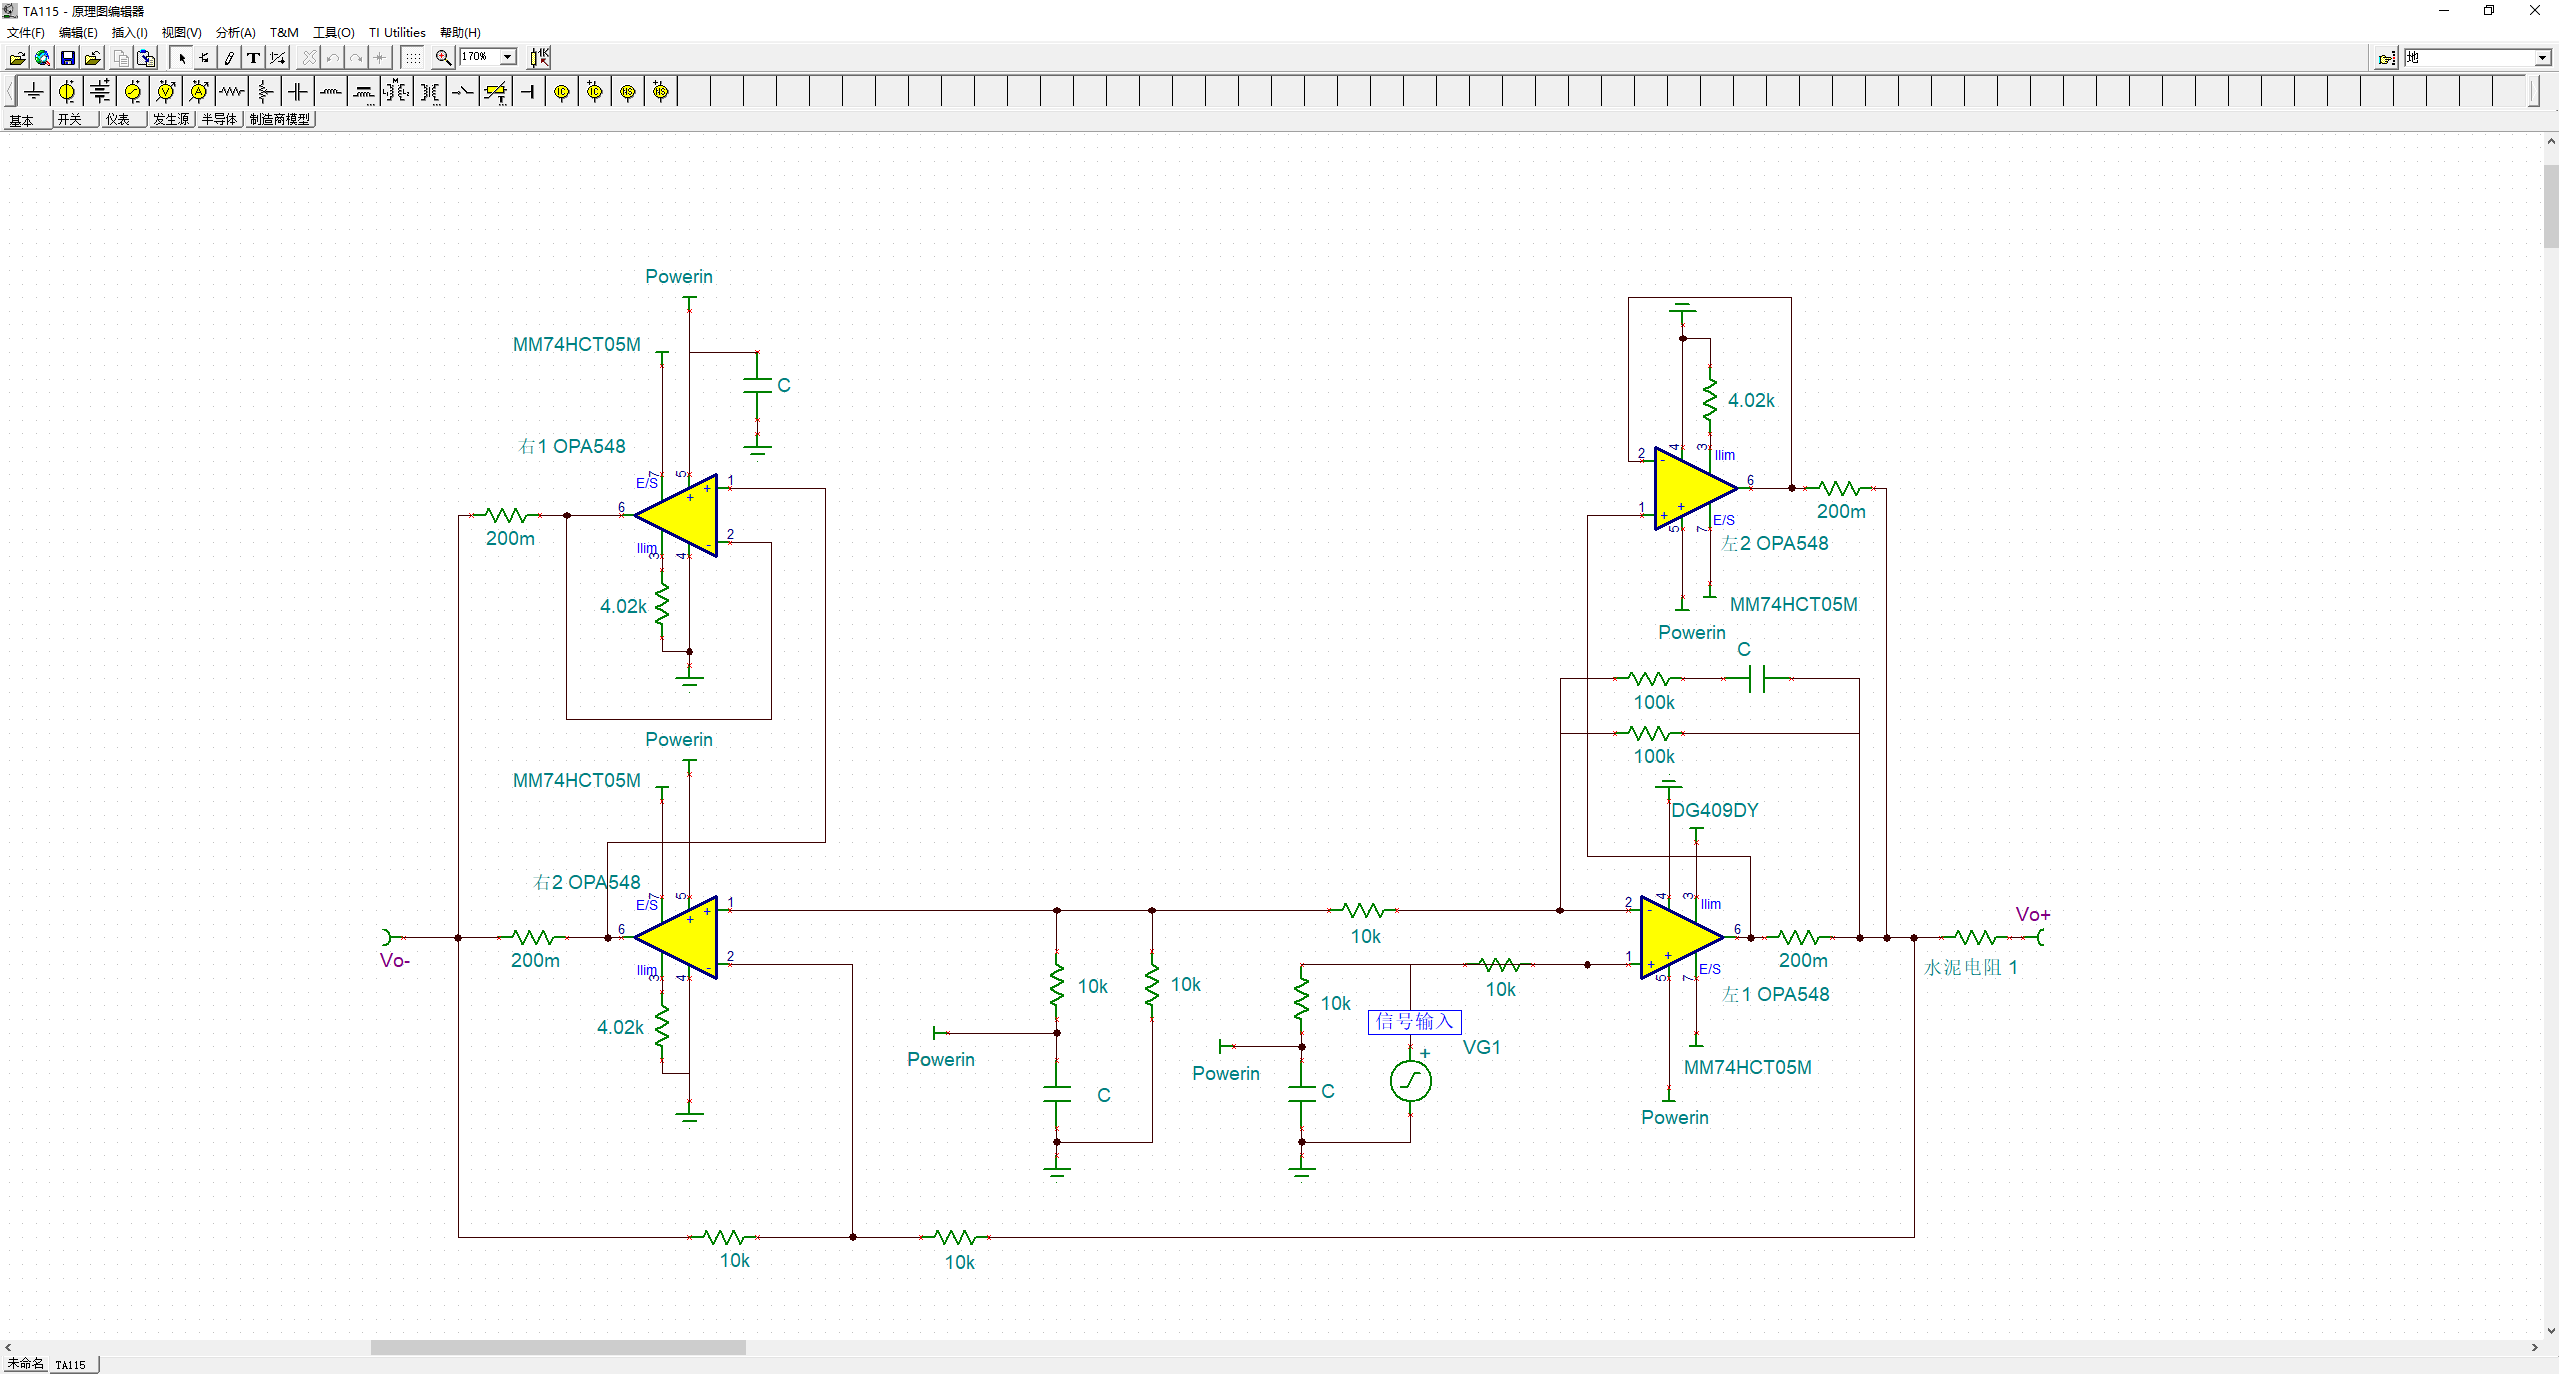 TA115 - 原理图编辑器
文件(F) 编辑(E) 插入(I) 视图(V) 分析(A) T&M 工具(O) TI Utilities 帮助(H)
170%
地
基本 开关 仪表 发生源 半导体 制造商模型
Powerin
MM74HCT05M
C
右1 OPA548
E/S 7 5 + 1
+
6
2
-
Ilim 3 4
200m
4.02k
Powerin
MM74HCT05M
右2 OPA548
E/S 7 5 + 1
+
6
2
-
Ilim 3 4
Vo-
200m
4.02k
10k
10k
10k
10k
Powerin
C
10k
10k
Powerin
C
信号输入
+
VG1
10k
4.02k
4 3 Ilim
2 -
6
1 +
+
5 7 E/S
200m
左2 OPA548
MM74HCT05M
Powerin
C
100k
100k
DG409DY
4 3 Ilim
2 -
6
1 +
+
5 7 E/S
200m
左1 OPA548
MM74HCT05M
Powerin
Vo+
水泥电阻 1
未命名 TA115